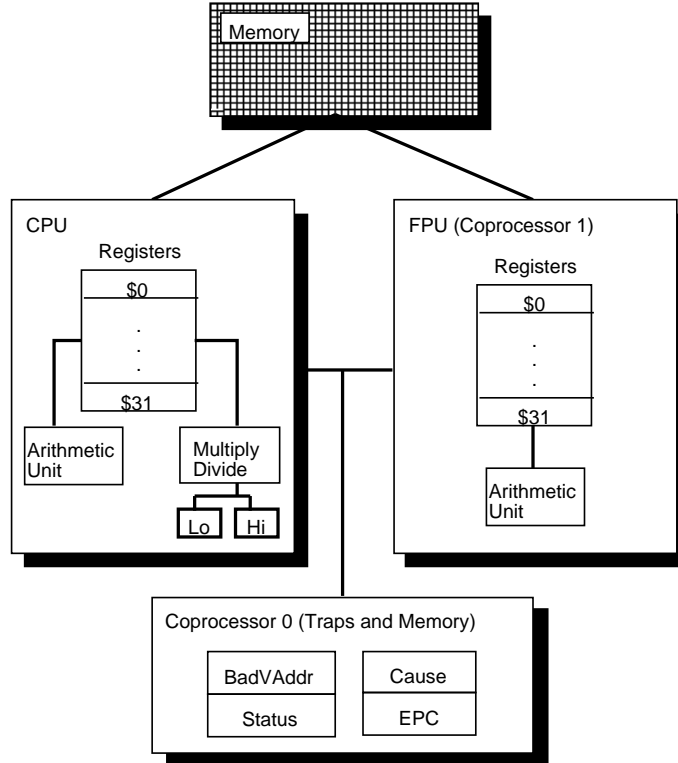 Memory
CPU
Registers
$0
.
.
.
$31
Arithmetic
Unit
Multiply
Divide
Lo
Hi
FPU (Coprocessor 1)
Registers
$0
.
.
.
$31
Arithmetic
Unit
Coprocessor 0 (Traps and Memory)
BadVAddr
Status
Cause
EPC